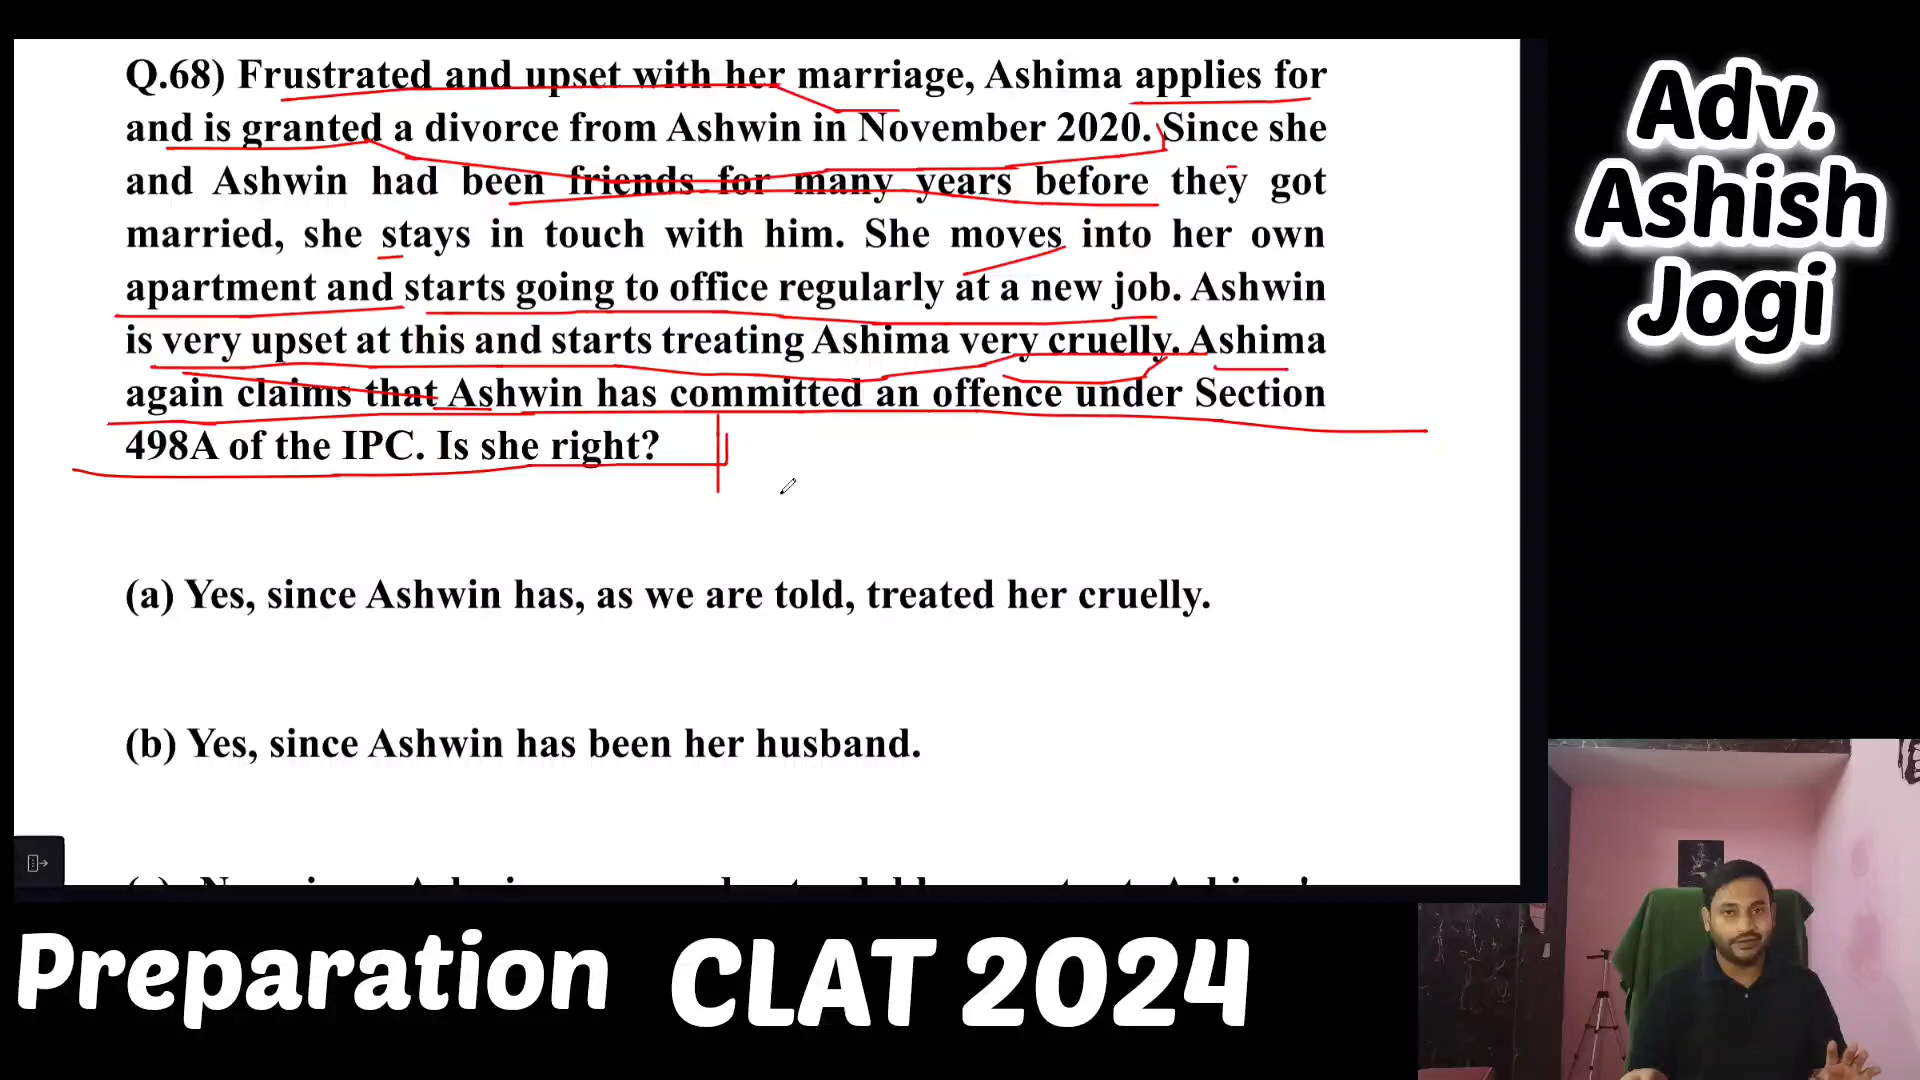 Q.68) Frustrated and upset with her marriage, Ashima applies for
and is granted a divorce from Ashwin in November 2020. Since she
and Ashwin had been friends for many years before they got
married, she stays in touch with him. She moves into her own
apartment and starts going to office regularly at a new job. Ashwin
is very upset at this and starts treating Ashima very cruelly. Ashima
again claims that Ashwin has committed an offence under Section
498A of the IPC. Is she right?
(a) Yes, since Ashwin has, as we are told, treated her cruelly.
(b) Yes, since Ashwin has been her husband.
Adv.
Ashish
Jogi
Preparation CLAT 2024